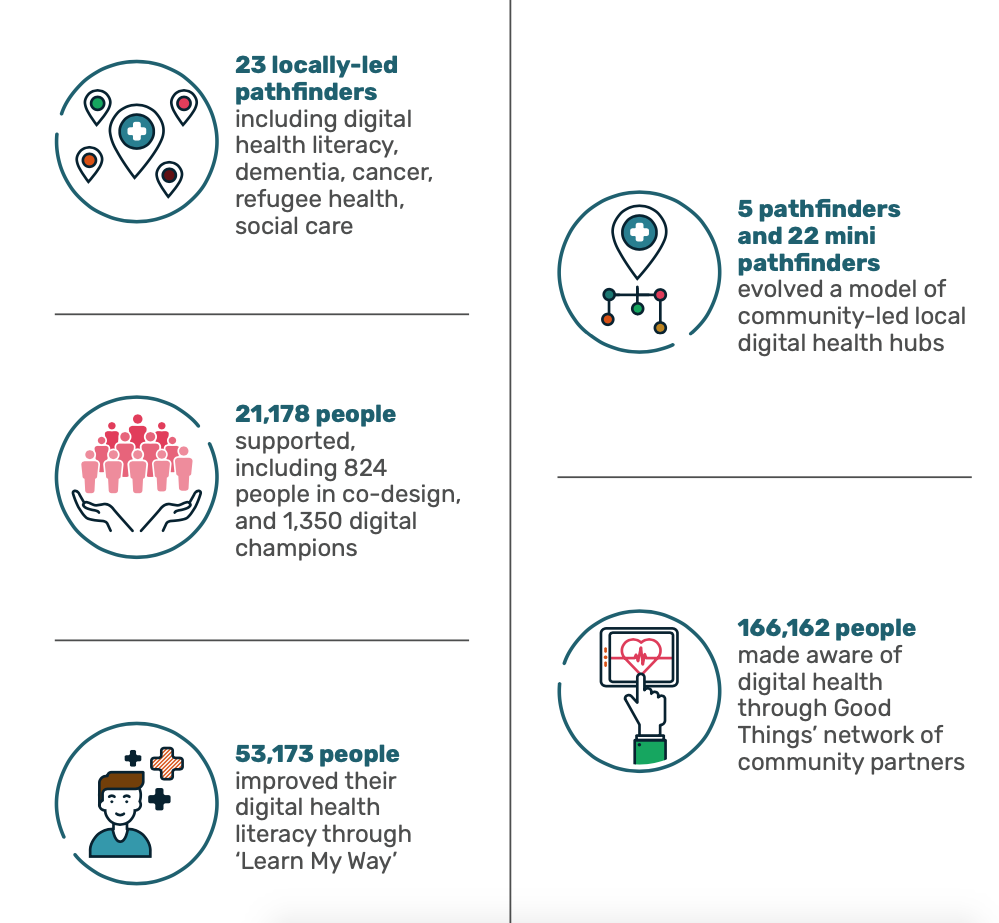 23 locally-led
pathfinders
including digital
health literacy,
dementia, cancer,
refugee health,
social care
21,178 people
supported,
including 824
people in co-design,
and 1,350 digital
champions
53,173 people
improved their
digital health
literacy through
‘Learn My Way’
5 pathfinders
and 22 mini
pathfinders
evolved a model of
community-led local
digital health hubs
166,162 people
made aware of
digital health
through Good
Things’ network of
community partners